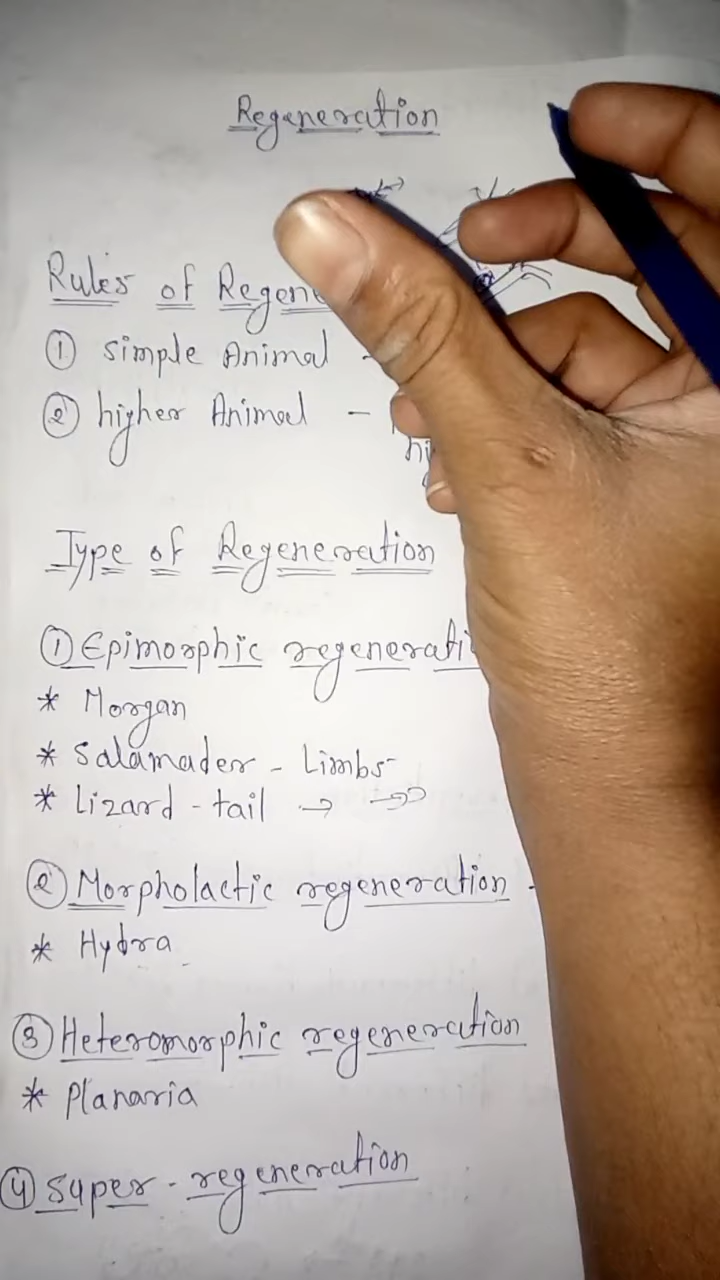 Regeneration
Rules of Regene
① Simple Animal -
② higher Animal -
hi
Type of Regeneration
① Epimorphic regenerati
* Morgan
* Salamader - Limbs
* Lizard - tail →
② Morpholactic regeneration -
* Hydra
③ Heteromorphic regeneration
* Planaria
④ Super - regeneration